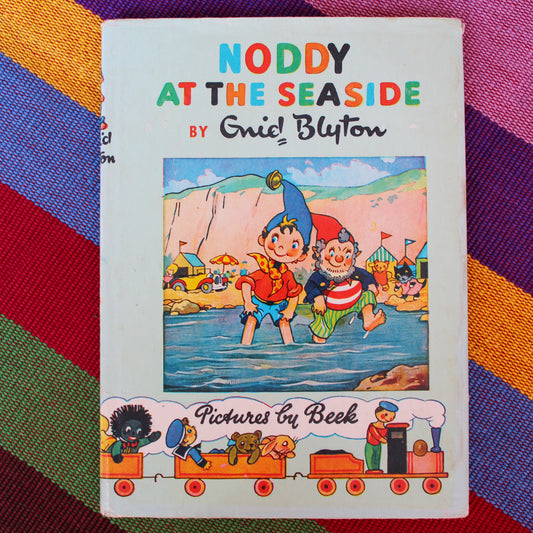 NODDY
AT THE SEASIDE
BY Enid Blyton
Pictures by Beek